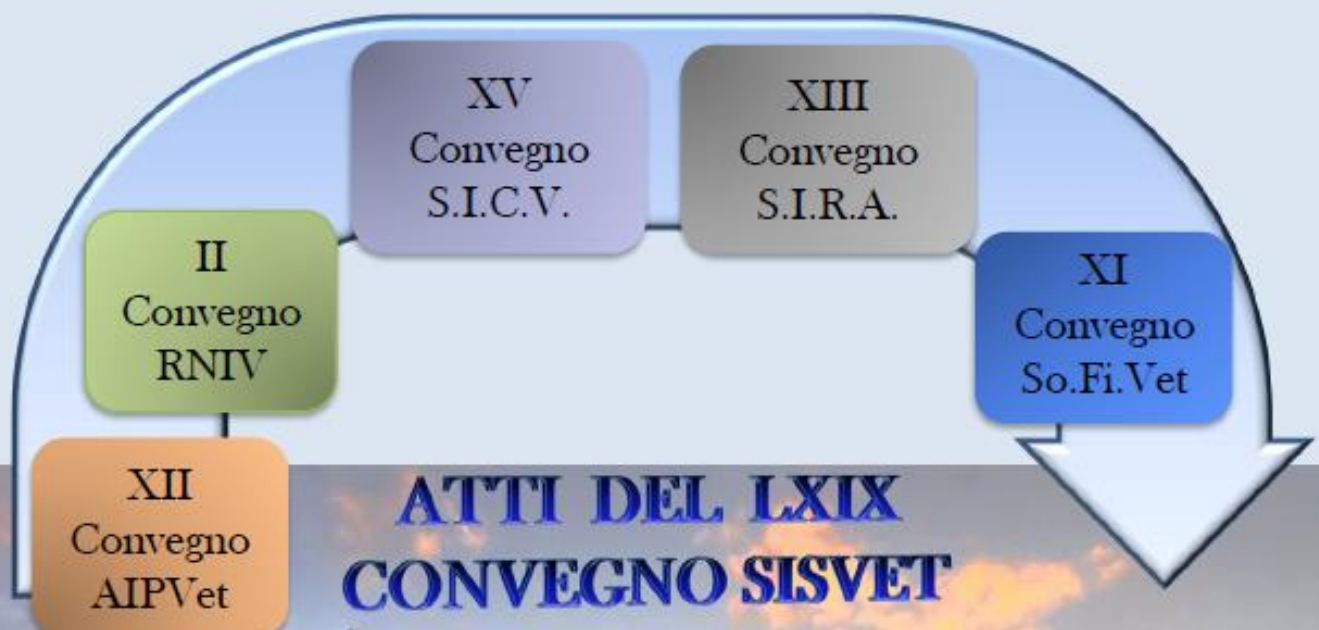 XV
Convegno
S.I.C.V.
XIII
Convegno
S.I.R.A.
II
Convegno
RNIV
XI
Convegno
So.Fi.Vet
XII
Convegno
AIPVet
ATTI DEL LXIX
CONVEGNO SISVET